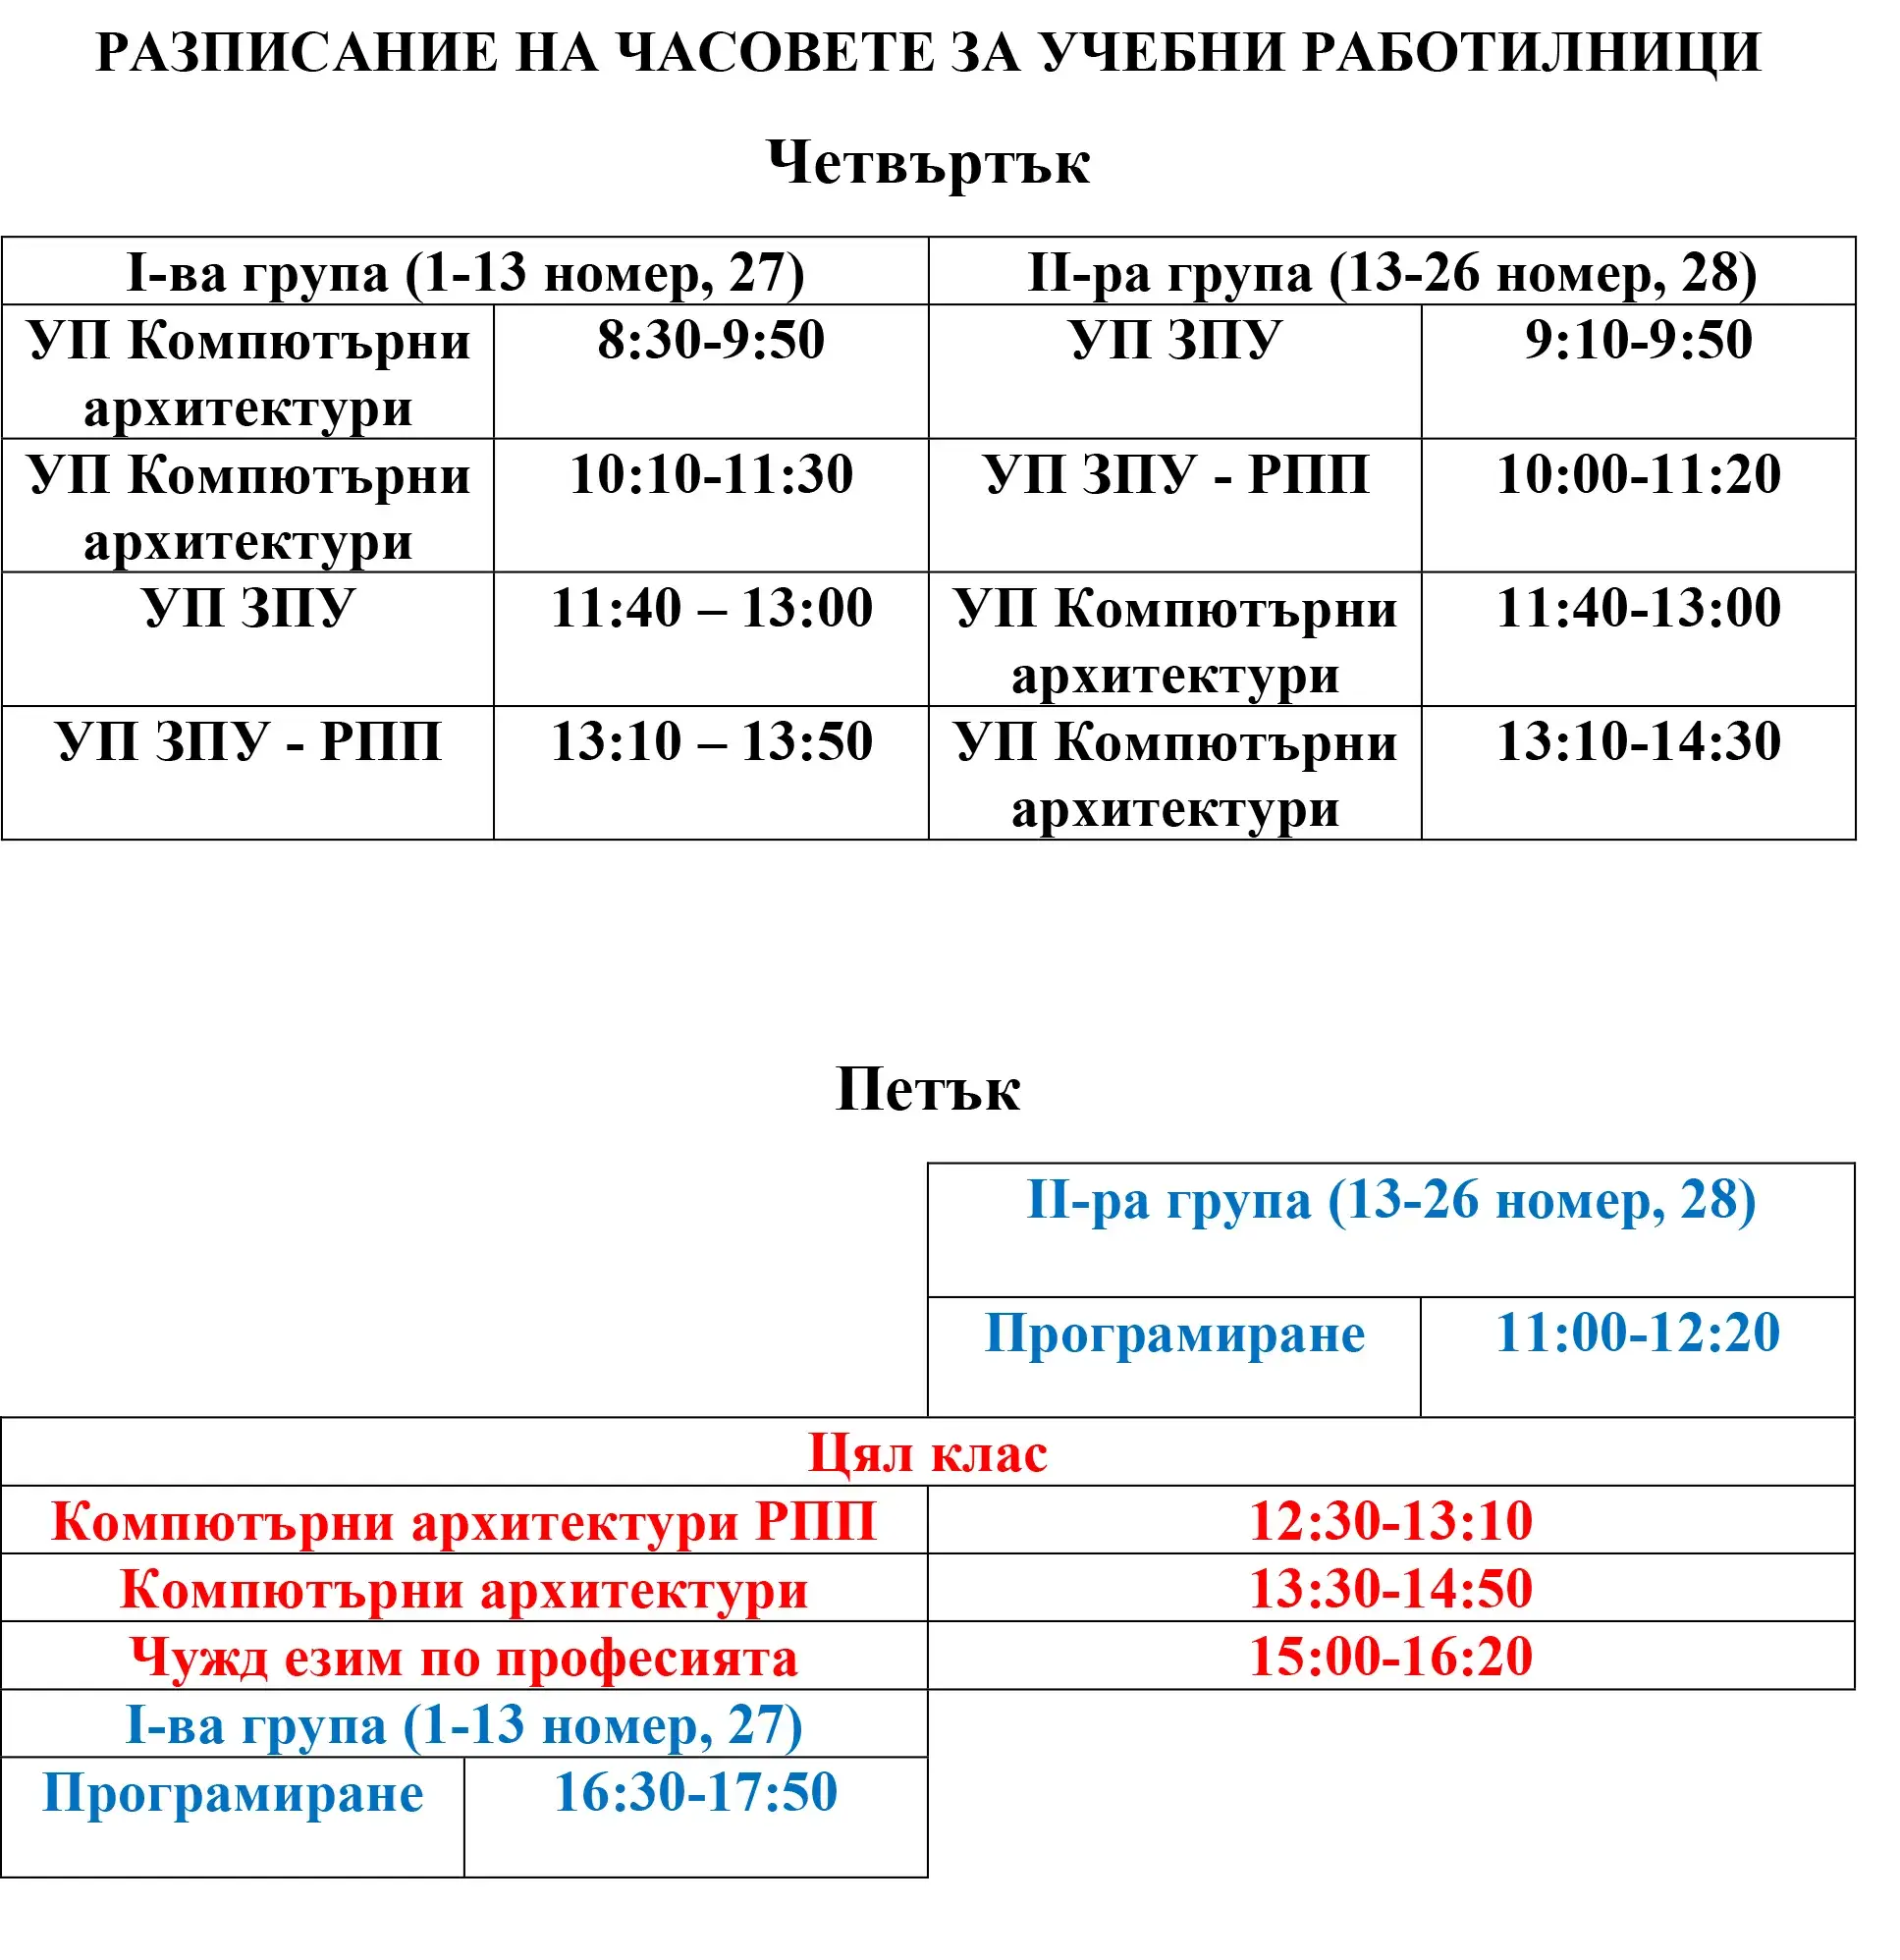 РАЗПИСАНИЕ НА ЧАСОВЕТЕ ЗА УЧЕБНИ РАБОТИЛНИЦИ
Четвъртък
I-ва група (1-13 номер, 27) II-ра група (13-26 номер, 28)
УП Компютърни 8:30-9:50 УП ЗПУ 9:10-9:50
архитектури
УП Компютърни 10:10-11:30 УП ЗПУ - РПП 10:00-11:20
архитектури
УП ЗПУ 11:40 – 13:00 УП Компютърни 11:40-13:00
архитектури
УП ЗПУ - РПП 13:10 – 13:50 УП Компютърни 13:10-14:30
архитектури
Петък
II-ра група (13-26 номер, 28)
Програмиране 11:00-12:20
Цял клас
Компютърни архитектури РПП 12:30-13:10
Компютърни архитектури 13:30-14:50
Чужд езим по професията 15:00-16:20
I-ва група (1-13 номер, 27)
Програмиране 16:30-17:50